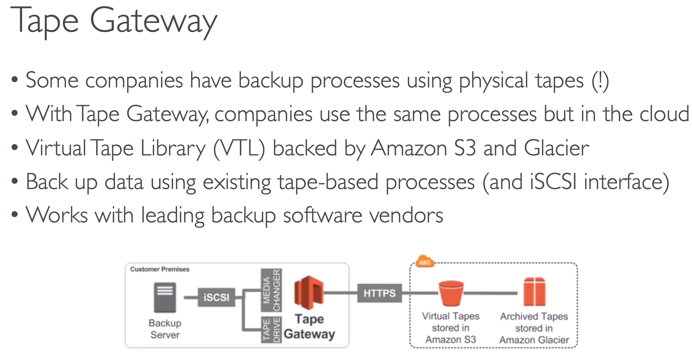 Tape Gateway
• Some companies have backup processes using physical tapes (!)
• With Tape Gateway, companies use the same processes but in the cloud
• Virtual Tape Library (VTL) backed by Amazon S3 and Glacier
• Back up data using existing tape-based processes (and iSCSI interface)
• Works with leading backup software vendors
Customer Premises
Backup
Server
iSCSI
MEDIA
CHANGER
TAPE
DRIVE
Tape
Gateway
HTTPS
AWS
Virtual Tapes
stored in
Amazon S3
Archived Tapes
stored in
Amazon Glacier